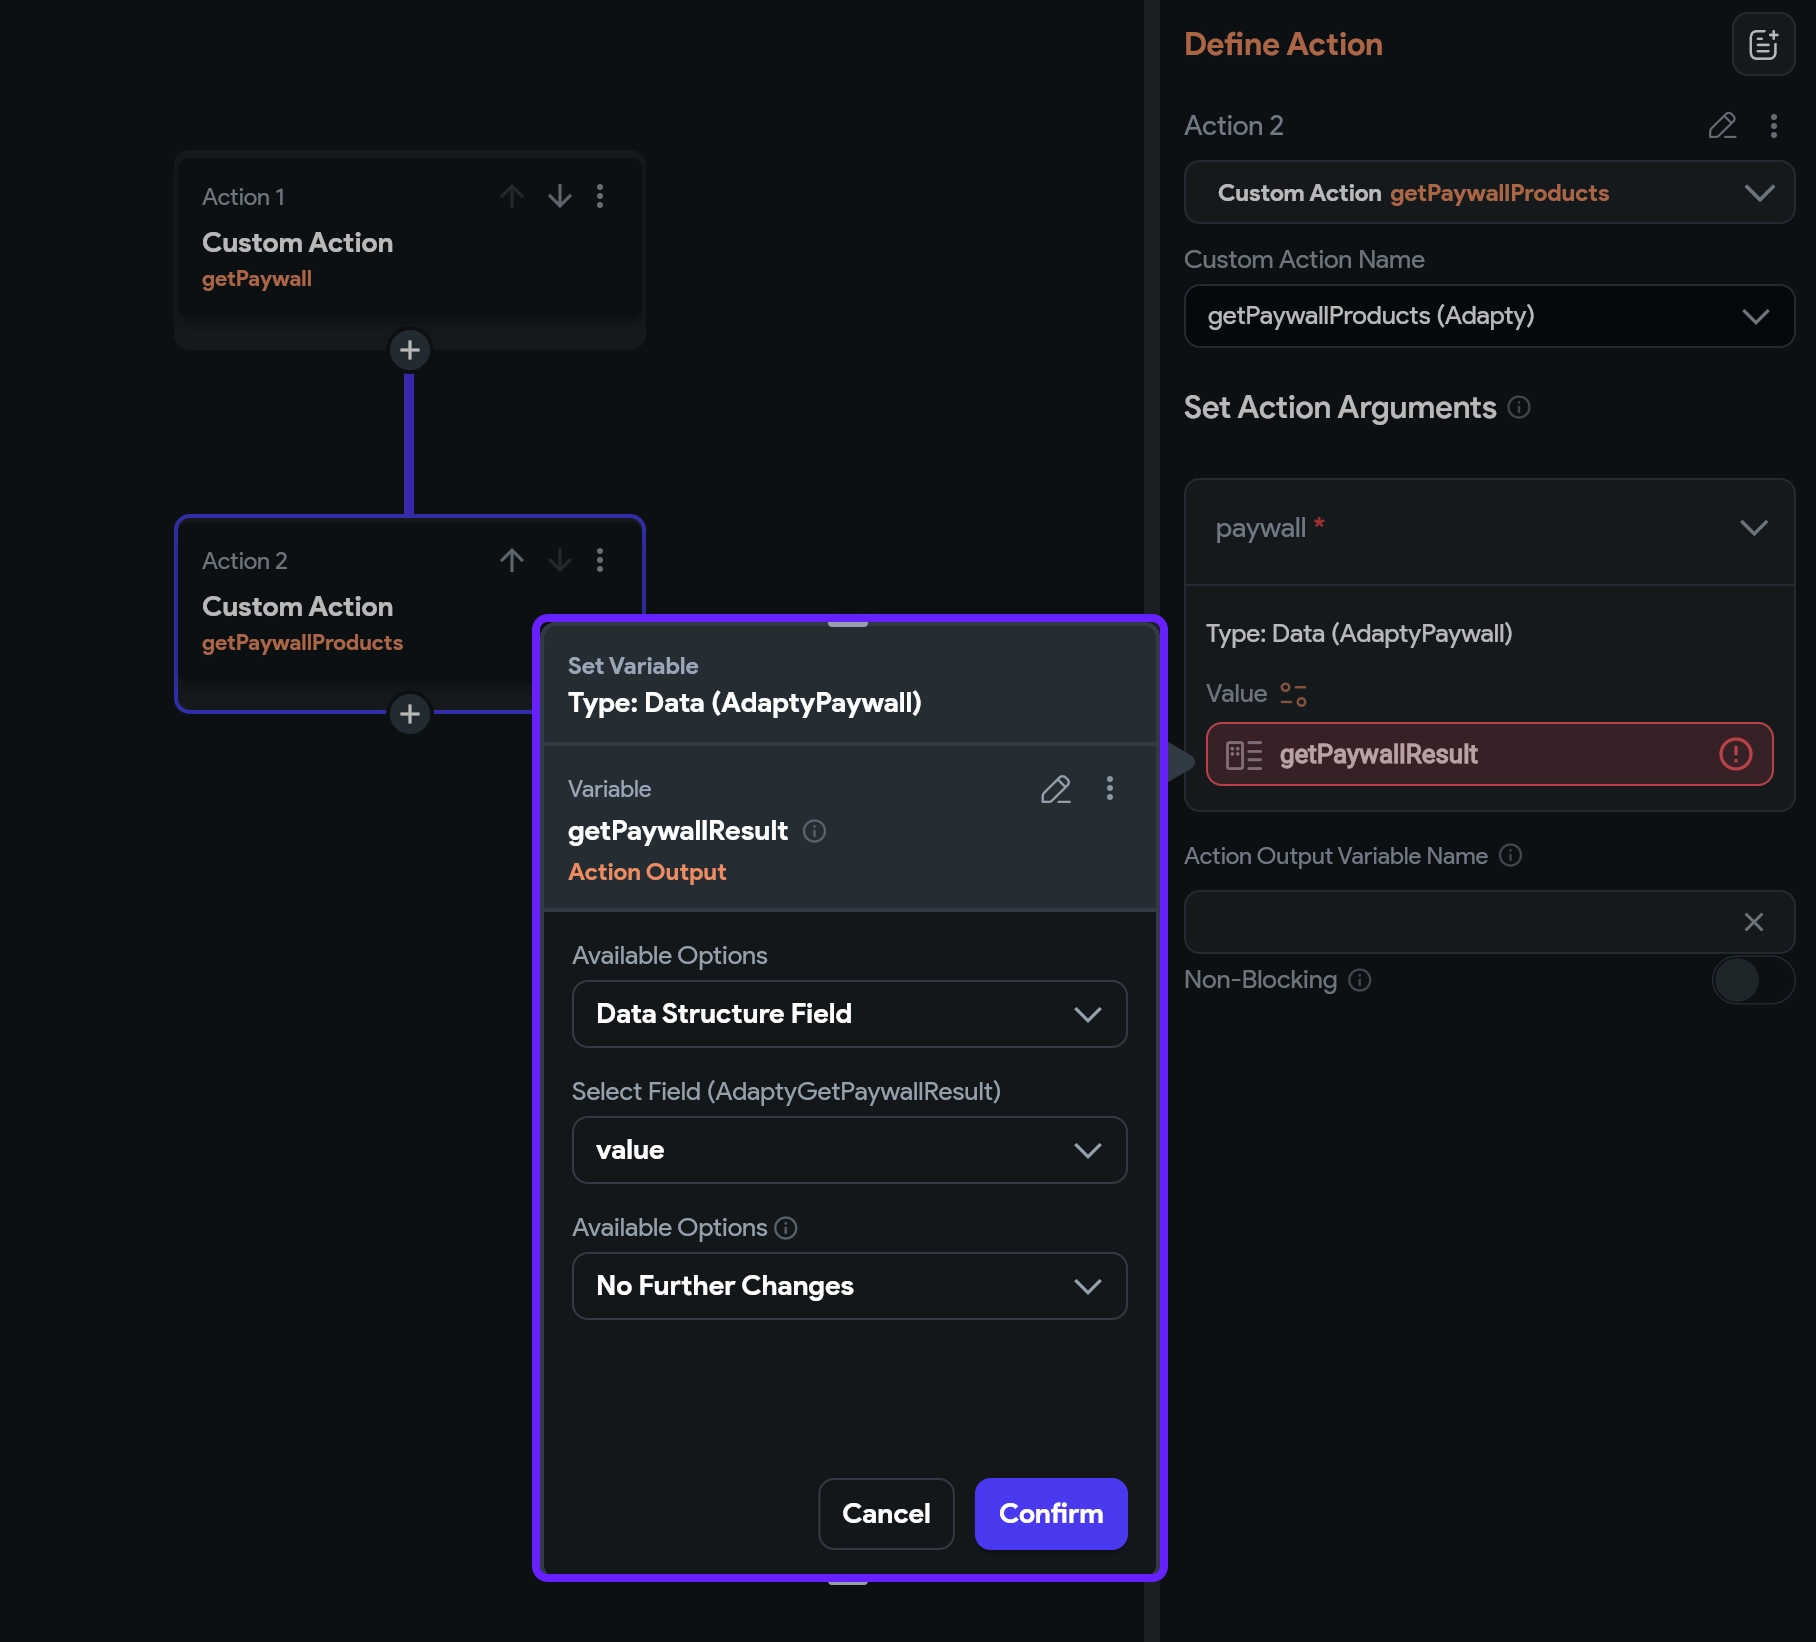 Action 1
Custom Action
getPaywall
Action 2
Custom Action
getPaywallProducts
Set Variable
Type: Data (AdaptyPaywall)
Variable
getPaywallResult
Action Output
Available Options
Data Structure Field
Select Field (AdaptyGetPaywallResult)
value
Available Options
No Further Changes
Cancel
Confirm
Define Action
Action 2
Custom Action getPaywallProducts
Custom Action Name
getPaywallProducts (Adapty)
Set Action Arguments
paywall *
Type: Data (AdaptyPaywall)
Value
getPaywallResult
Action Output Variable Name
Non-Blocking